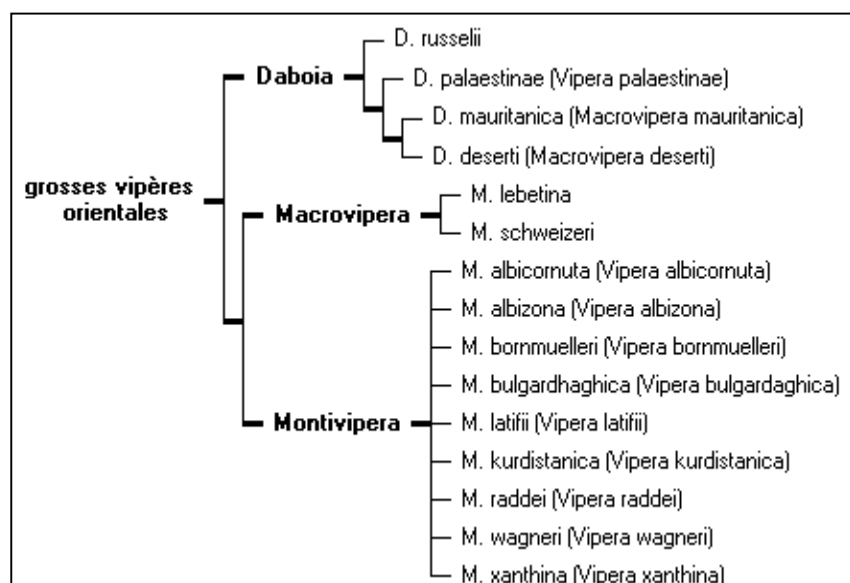 D. russelii
Daboia
D. palaestinae (Vipera palaestinae)
D. mauritanica (Macrovipera mauritanica)
D. deserti (Macrovipera deserti)
grosses vipères
orientales
M. lebetina
Macrovipera
M. schweizeri
M. albicornuta (Vipera albicornuta)
M. albizona (Vipera albizona)
M. bornmuelleri (Vipera bornmuelleri)
M. bulgardhaghica (Vipera bulgardaghica)
Montivipera
M. latifii (Vipera latifii)
M. kurdistanica (Vipera kurdistanica)
M. raddei (Vipera raddei)
M. wagneri (Vipera wagneri)
M. xanthina (Vipera xanthina)